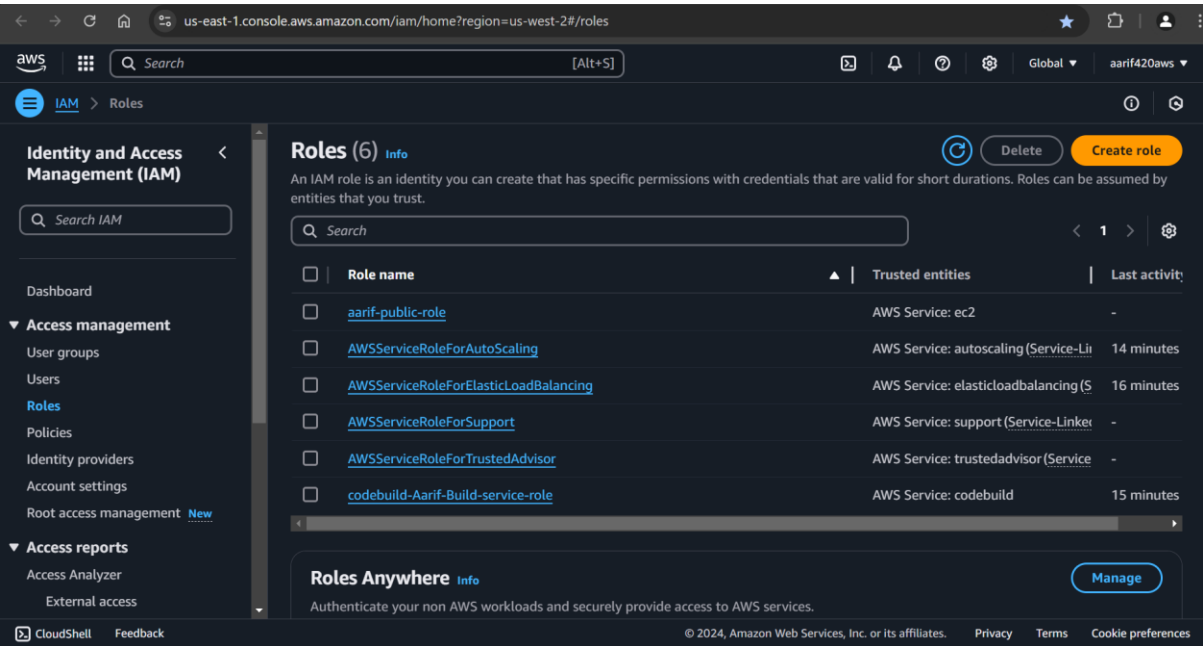 us-east-1.console.aws.amazon.com/iam/home?region=us-west-2#/roles
aws
Search [Alt+S]
Global ▼
aarif420aws ▼
IAM > Roles
Identity and Access
Management (IAM)
Search IAM
Dashboard
▼ Access management
User groups
Users
Roles
Policies
Identity providers
Account settings
Root access management New
▼ Access reports
Access Analyzer
External access
Roles (6) Info
Delete
Create role
An IAM role is an identity you can create that has specific permissions with credentials that are valid for short durations. Roles can be assumed by
entities that you trust.
Search
< 1 >
Role name ▲ | Trusted entities | Last activity
aarif-public-role AWS Service: ec2 -
AWSServiceRoleForAutoScaling AWS Service: autoscaling (Service-Li 14 minutes
AWSServiceRoleForElasticLoadBalancing AWS Service: elasticloadbalancing (S 16 minutes
AWSServiceRoleForSupport AWS Service: support (Service-Linke -
AWSServiceRoleForTrustedAdvisor AWS Service: trustedadvisor (Service -
codebuild-Aarif-Build-service-role AWS Service: codebuild 15 minutes
Roles Anywhere Info
Manage
Authenticate your non AWS workloads and securely provide access to AWS services.
CloudShell Feedback
© 2024, Amazon Web Services, Inc. or its affiliates. Privacy Terms Cookie preferences